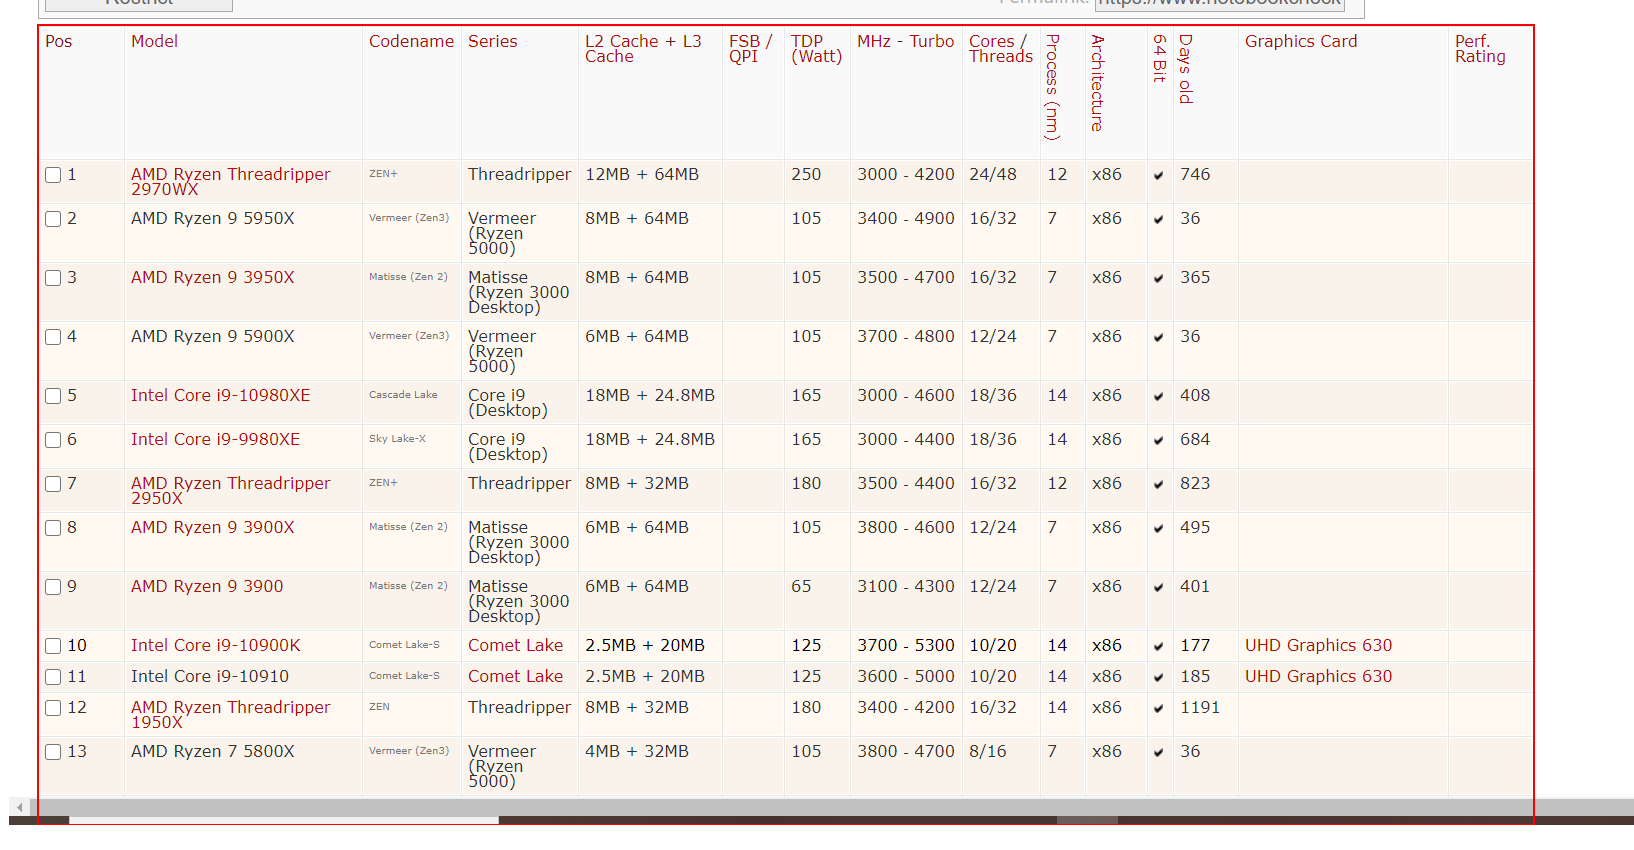 Restrict
Permalink: https://www.notebookcheck
Pos Model Codename Series L2 Cache + L3 Cache FSB / QPI TDP (Watt) MHz - Turbo Cores / Threads Process (nm) Architecture 64 Bit Days old Graphics Card Perf. Rating
1 AMD Ryzen Threadripper 2970WX ZEN+ Threadripper 12MB + 64MB 250 3000 - 4200 24/48 12 x86 ✔ 746
2 AMD Ryzen 9 5950X Vermeer (Zen3) Vermeer (Ryzen 5000) 8MB + 64MB 105 3400 - 4900 16/32 7 x86 ✔ 36
3 AMD Ryzen 9 3950X Matisse (Zen 2) Matisse (Ryzen 3000 Desktop) 8MB + 64MB 105 3500 - 4700 16/32 7 x86 ✔ 365
4 AMD Ryzen 9 5900X Vermeer (Zen3) Vermeer (Ryzen 5000) 6MB + 64MB 105 3700 - 4800 12/24 7 x86 ✔ 36
5 Intel Core i9-10980XE Cascade Lake Core i9 (Desktop) 18MB + 24.8MB 165 3000 - 4600 18/36 14 x86 ✔ 408
6 Intel Core i9-9980XE Sky Lake-X Core i9 (Desktop) 18MB + 24.8MB 165 3000 - 4400 18/36 14 x86 ✔ 684
7 AMD Ryzen Threadripper 2950X ZEN+ Threadripper 8MB + 32MB 180 3500 - 4400 16/32 12 x86 ✔ 823
8 AMD Ryzen 9 3900X Matisse (Zen 2) Matisse (Ryzen 3000 Desktop) 6MB + 64MB 105 3800 - 4600 12/24 7 x86 ✔ 495
9 AMD Ryzen 9 3900 Matisse (Zen 2) Matisse (Ryzen 3000 Desktop) 6MB + 64MB 65 3100 - 4300 12/24 7 x86 ✔ 401
10 Intel Core i9-10900K Comet Lake-S Comet Lake 2.5MB + 20MB 125 3700 - 5300 10/20 14 x86 ✔ 177 UHD Graphics 630
11 Intel Core i9-10910 Comet Lake-S Comet Lake 2.5MB + 20MB 125 3600 - 5000 10/20 14 x86 ✔ 185 UHD Graphics 630
12 AMD Ryzen Threadripper 1950X ZEN Threadripper 8MB + 32MB 180 3400 - 4200 16/32 14 x86 ✔ 1191
13 AMD Ryzen 7 5800X Vermeer (Zen3) Vermeer (Ryzen 5000) 4MB + 32MB 105 3800 - 4700 8/16 7 x86 ✔ 36